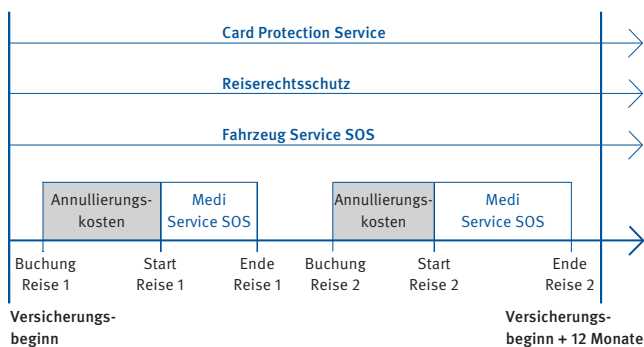 Card Protection Service
Reiserechtsschutz
Fahrzeug Service SOS
Annullierungs-
kosten
Medi
Service SOS
Annullierungs-
kosten
Medi
Service SOS
Buchung
Reise 1
Start
Reise 1
Ende
Reise 1
Buchung
Reise 2
Start
Reise 2
Ende
Reise 2
Versicherungs-
beginn
Versicherungs-
beginn + 12 Monate